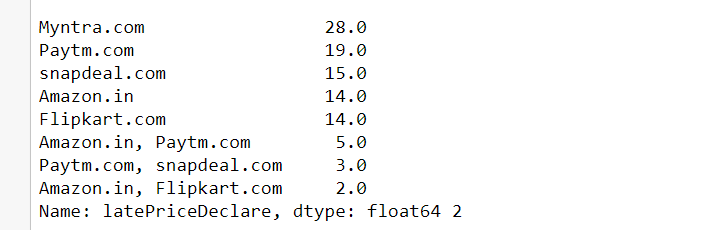 Myntra.com 28.0
Paytm.com 19.0
snapdeal.com 15.0
Amazon.in 14.0
Flipkart.com 14.0
Amazon.in, Paytm.com 5.0
Paytm.com, snapdeal.com 3.0
Amazon.in, Flipkart.com 2.0
Name: latePriceDeclare, dtype: float64 2